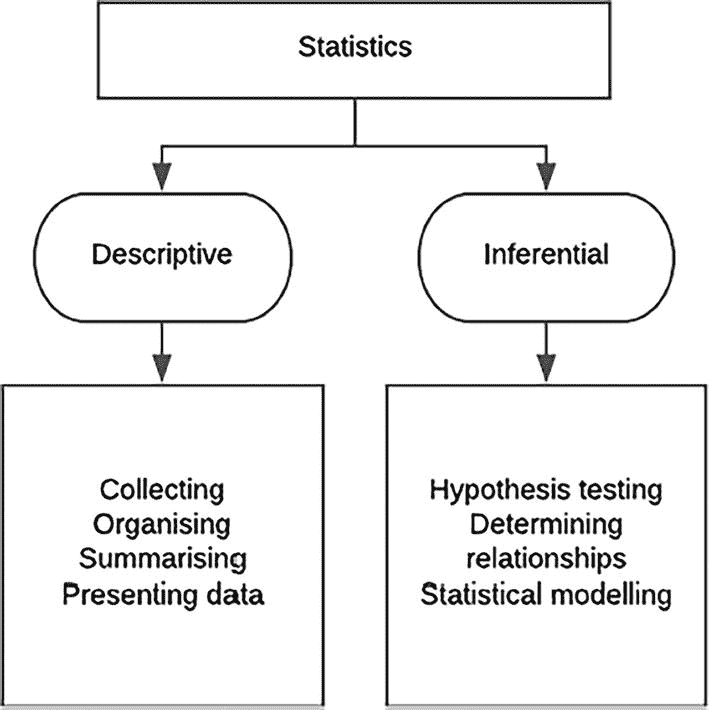 Statistics
Descriptive
Inferential
Collecting
Organising
Summarising
Presenting data
Hypothesis testing
Determining
relationships
Statistical modelling